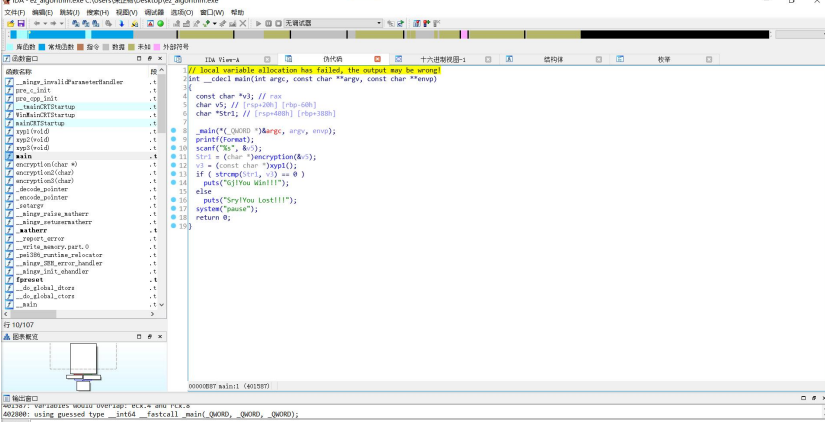 IDA - ez_algorithm.exe
文件(F) 编辑(E) 跳转(J) 搜索(H) 视图(V) 调试器 选项(O) 窗口(W) 帮助
无调试器
库函数 常规函数 指令 数据 未知 外部符号
函数窗口
IDA View-A 伪代码 十六进制视图-1 结构体 枚举
函数名称 段
__mingw_invalidParameterHandler .t
pre_c_init .t
pre_cpp_init .t
__tmainCRTStartup .t
WinMainCRTStartup .t
mainCRTStartup .t
xyp1(void) .t
xyp2(void) .t
xyp3(void) .t
main .t
encryption(char *) .t
encryption2(char) .t
encryption3(char) .t
_decode_pointer .t
_encode_pointer .t
_setargv .t
__mingw_raise_matherr .t
__mingw_setusermatherr .t
_matherr .t
__report_error .t
__write_memory.part.0 .t
_pei386_runtime_relocator .t
__mingw_SEH_error_handler .t
__mingw_init_ehandler .t
fpreset .t
__do_global_dtors .t
__do_global_ctors .t
__main .t
行 10/107
图表概览
1 // local variable allocation has failed, the output may be wrong!
2 int __cdecl main(int argc, const char **argv, const char **envp)
3 {
4 const char *v3; // rax
5 char v5; // [rsp+20h] [rbp-60h]
6 char *Str1; // [rsp+408h] [rbp+388h]
7
8 _main(*(_QWORD *)&argc, argv, envp);
9 printf(Format);
10 scanf("%s", &v5);
11 Str1 = (char *)encryption(&v5);
12 v3 = (const char *)xyp1();
13 if ( strcmp(Str1, v3) == 0 )
14 puts("Gj!You Win!!!");
15 else
16 puts("Sry!You Lost!!!");
17 system("pause");
18 return 0;
19 }
00000B87 main:1 (401587)
输出窗口
401587: variables would overlap: ecx.4 and rcx.8
402800: using guessed type __int64 __fastcall _main(_QWORD, _QWORD, _QWORD);